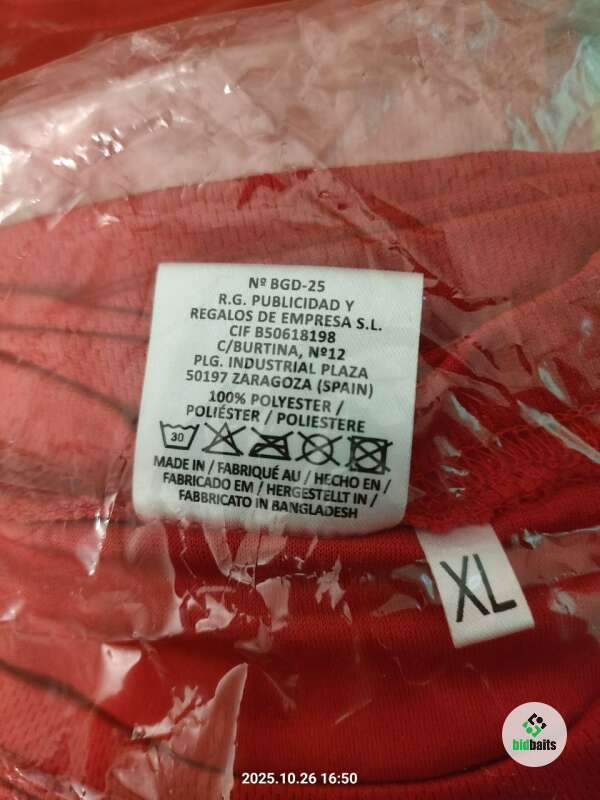 Nº BGD-25
R.G. PUBLICIDAD Y
REGALOS DE EMPRESA S.L.
CIF B50618198
C/BURTINA, Nº12
PLG. INDUSTRIAL PLAZA
50197 ZARAGOZA (SPAIN)
100% POLYESTER /
POLIÉSTER / POLIESTERE
30
MADE IN / FABRIQUÉ AU / HECHO EN /
FABRICADO EM / HERGESTELLT IN /
FABBRICATO IN BANGLADESH
XL
bidbaits
2025.10.26 16:50